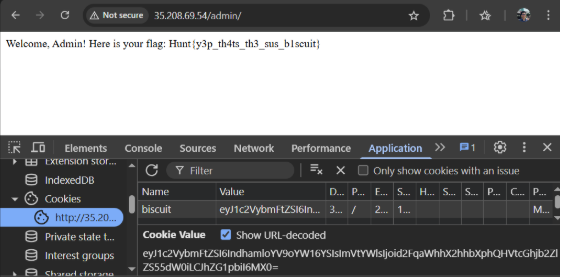 Not secure 35.208.69.54/admin/
Welcome, Admin! Here is your flag: Hunt{y3p_th4ts_th3_sus_b1scuit}
Elements Console Sources Network Performance Application 1
Extension stor...
IndexedDB
Cookies
http://35.20...
Private state t...
Interest groups
Shared storage
Filter
Only show cookies with an issue
Name Value D... P... E... S... H... S... S... P... C... P...
biscuit eyJ1c2VybmFtZSI6In... 3... / 2... 1... M...
Cookie Value Show URL-decoded